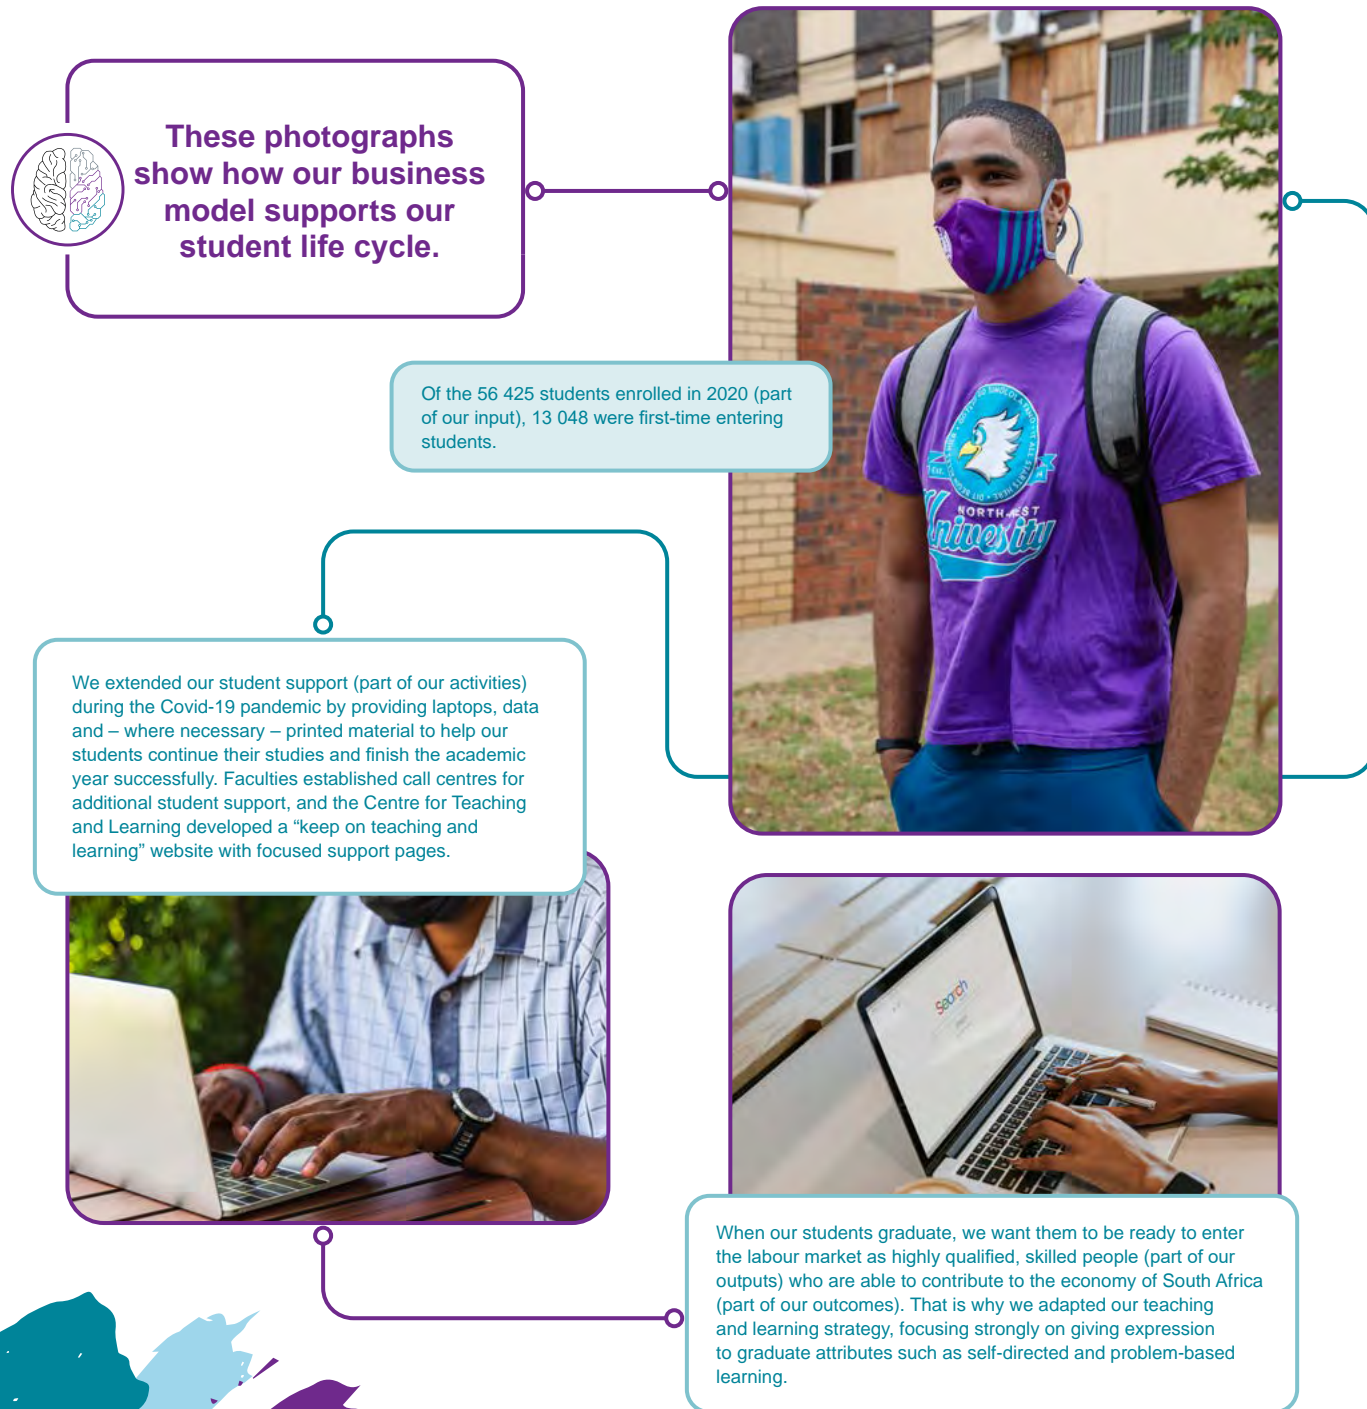 These photographs
show how our business
model supports our
student life cycle.
Of the 56 425 students enrolled in 2020 (part
of our input), 13 048 were first-time entering
students.
IT ALL STARTS HERE • DIT BEGIN
NORTH-WEST
University
We extended our student support (part of our activities)
during the Covid-19 pandemic by providing laptops, data
and – where necessary – printed material to help our
students continue their studies and finish the academic
year successfully. Faculties established call centres for
additional student support, and the Centre for Teaching
and Learning developed a “keep on teaching and
learning” website with focused support pages.
Search
When our students graduate, we want them to be ready to enter
the labour market as highly qualified, skilled people (part of our
outputs) who are able to contribute to the economy of South Africa
(part of our outcomes). That is why we adapted our teaching
and learning strategy, focusing strongly on giving expression
to graduate attributes such as self-directed and problem-based
learning.